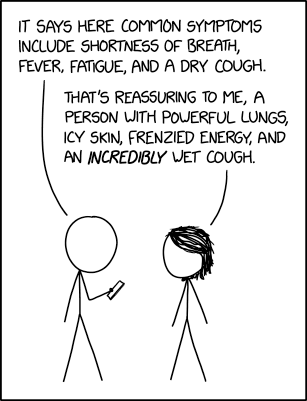 IT SAYS HERE COMMON SYMPTOMS
INCLUDE SHORTNESS OF BREATH,
FEVER, FATIGUE, AND A DRY COUGH.
THAT'S REASSURING TO ME, A
PERSON WITH POWERFUL LUNGS,
ICY SKIN, FRENZIED ENERGY, AND
AN INCREDIBLY WET COUGH.